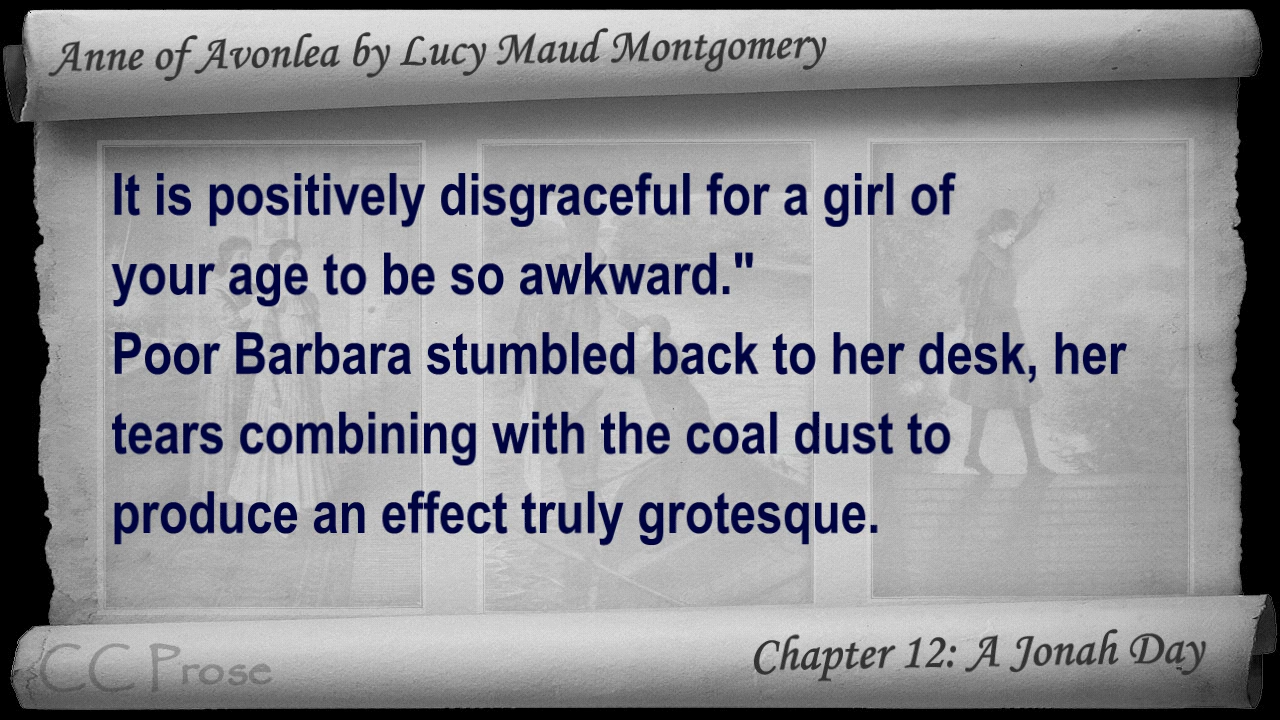 Anne of Avonlea by Lucy Maud Montgomery
It is positively disgraceful for a girl of
your age to be so awkward."
Poor Barbara stumbled back to her desk, her
tears combining with the coal dust to
produce an effect truly grotesque.
CC Prose
Chapter 12: A Jonah Day